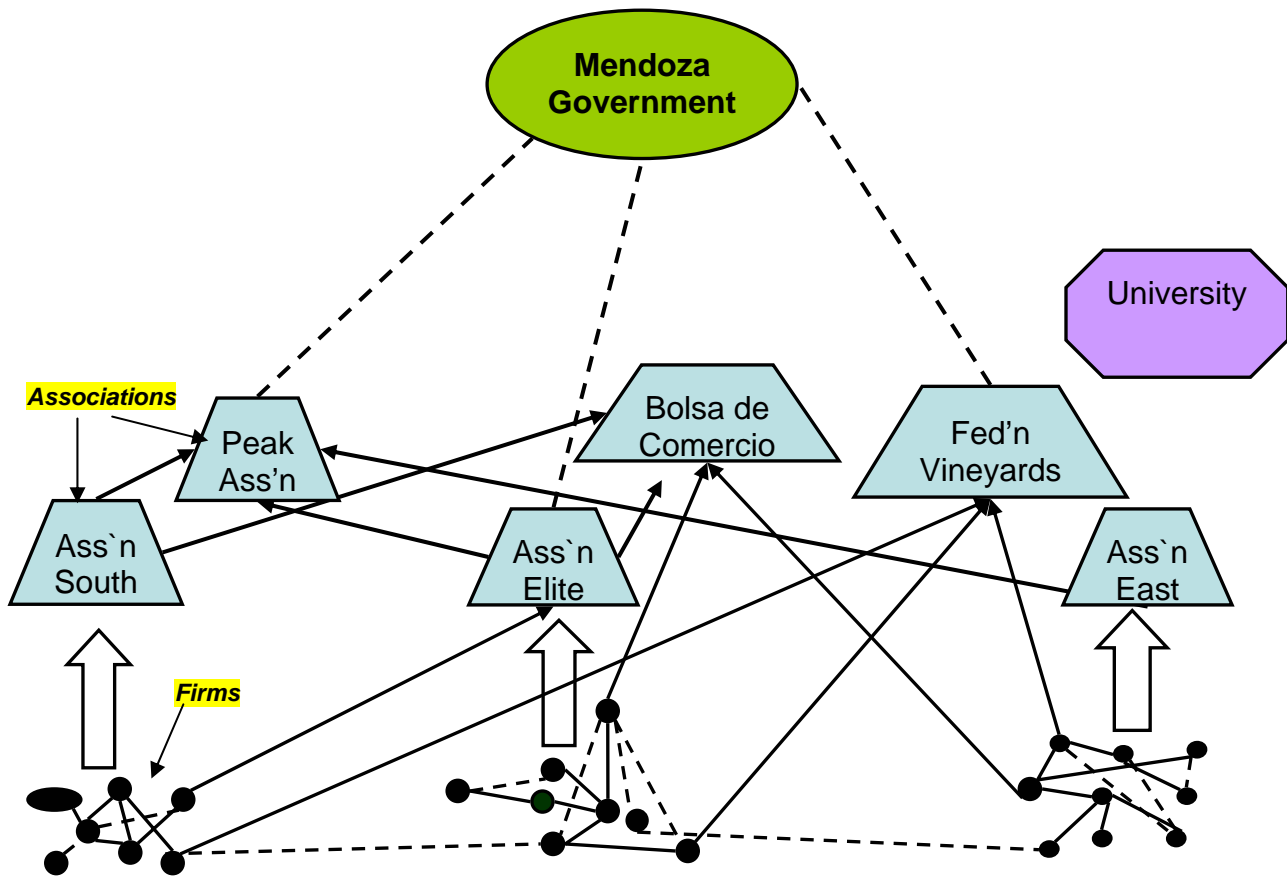 Mendoza
Government
University
Associations
Peak
Ass'n
Bolsa de
Comercio
Fed'n
Vineyards
Ass`n
South
Ass`n
Elite
Ass`n
East
Firms